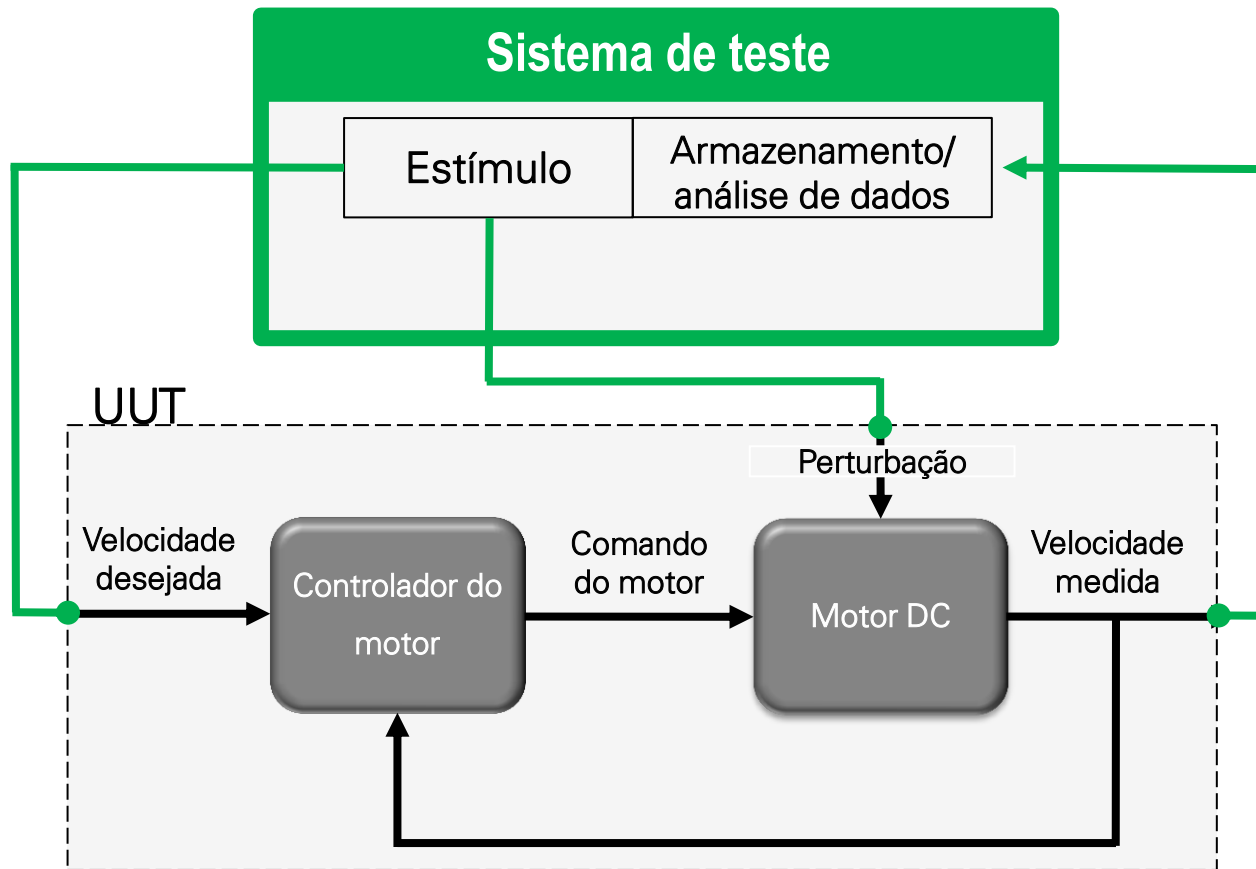 Sistema de teste
Estímulo
Armazenamento/
análise de dados
UUT
Perturbação
Velocidade
desejada
Controlador do
motor
Comando
do motor
Motor DC
Velocidade
medida